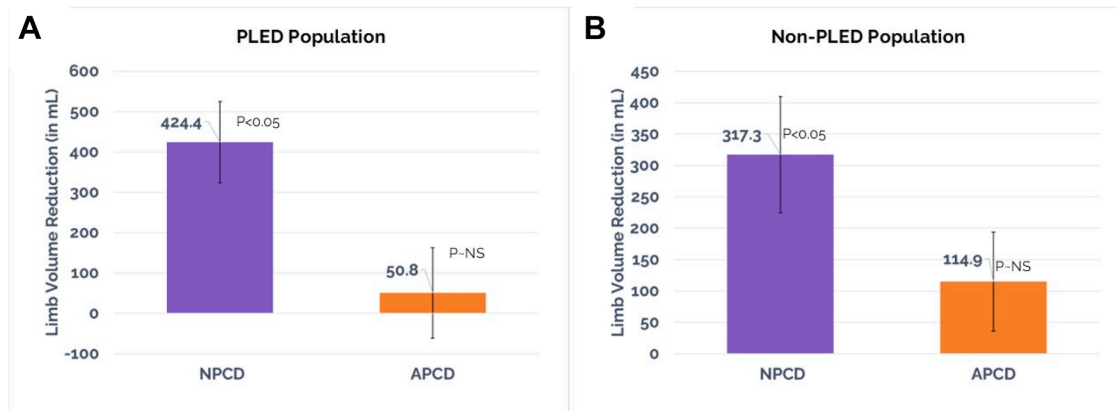 A
PLED Population
Limb Volume Reduction (in mL)
600
500
400
300
200
100
0
-100
424.4
P<0.05
50.8
P~NS
NPCD
APCD
B
Non-PLED Population
Limb Volume Reduction (in mL)
450
400
350
300
250
200
150
100
50
0
317.3
P<0.05
114.9
P~NS
NPCD
APCD